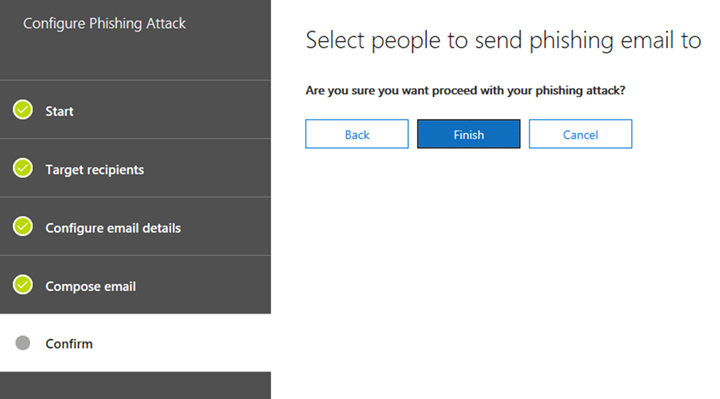 Configure Phishing Attack
Select people to send phishing email to
Are you sure you want proceed with your phishing attack?
Back
Finish
Cancel
Start
Target recipients
Configure email details
Compose email
Confirm